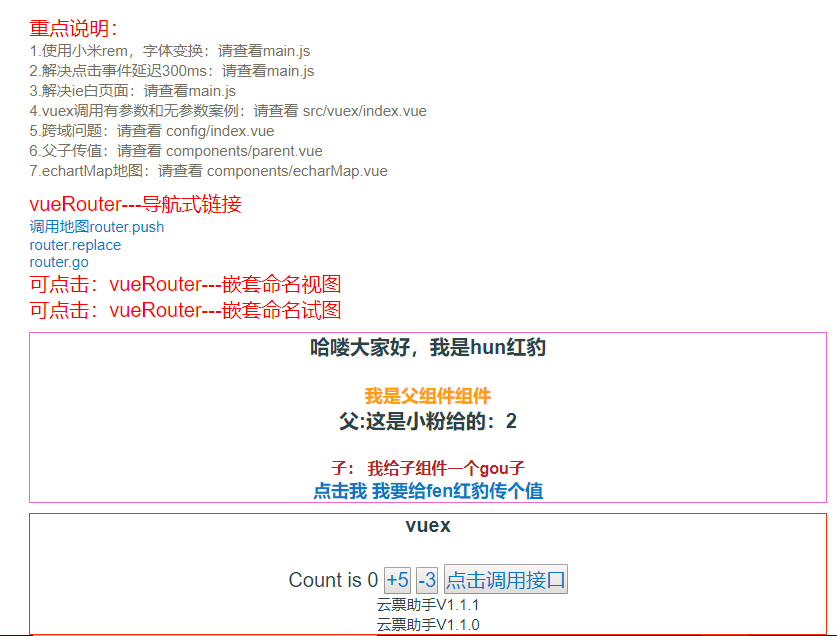 重点说明：
1.使用小米rem，字体变换：请查看main.js
2.解决点击事件延迟300ms：请查看main.js
3.解决ie白页面：请查看main.js
4.vuex调用有参数和无参数案例：请查看 src/vuex/index.vue
5.跨域问题：请查看 config/index.vue
6.父子传值：请查看 components/parent.vue
7.echartMap地图：请查看 components/echarMap.vue
vueRouter---导航式链接
调用地图router.push
router.replace
router.go
可点击：vueRouter---嵌套命名视图
可点击：vueRouter---嵌套命名试图
哈喽大家好，我是hun红豹
我是父组件组件
父:这是小粉给的：2
子： 我给子组件一个gou子
点击我 我要给fen红豹传个值
vuex
Count is 0 +5 -3 点击调用接口
云票助手V1.1.1
云票助手V1.1.0